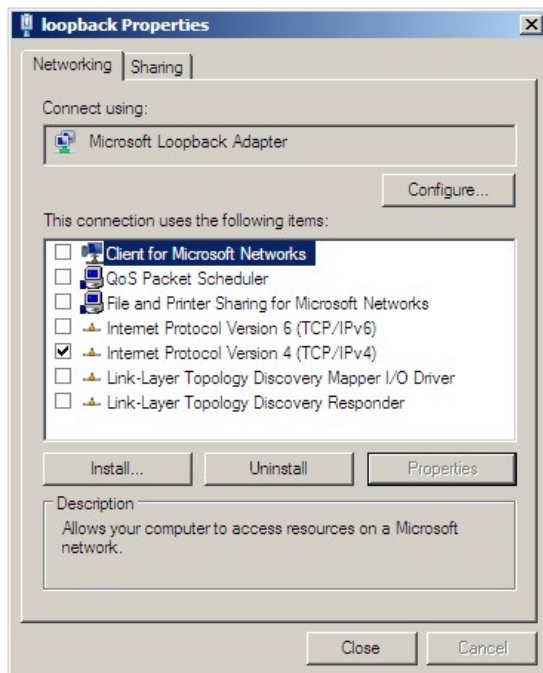 loopback Properties
Networking
Sharing
Connect using:
Microsoft Loopback Adapter
Configure...
This connection uses the following items:
Client for Microsoft Networks
QoS Packet Scheduler
File and Printer Sharing for Microsoft Networks
Internet Protocol Version 6 (TCP/IPv6)
Internet Protocol Version 4 (TCP/IPv4)
Link-Layer Topology Discovery Mapper I/O Driver
Link-Layer Topology Discovery Responder
Install...
Uninstall
Properties
Description
Allows your computer to access resources on a Microsoft
network.
Close
Cancel